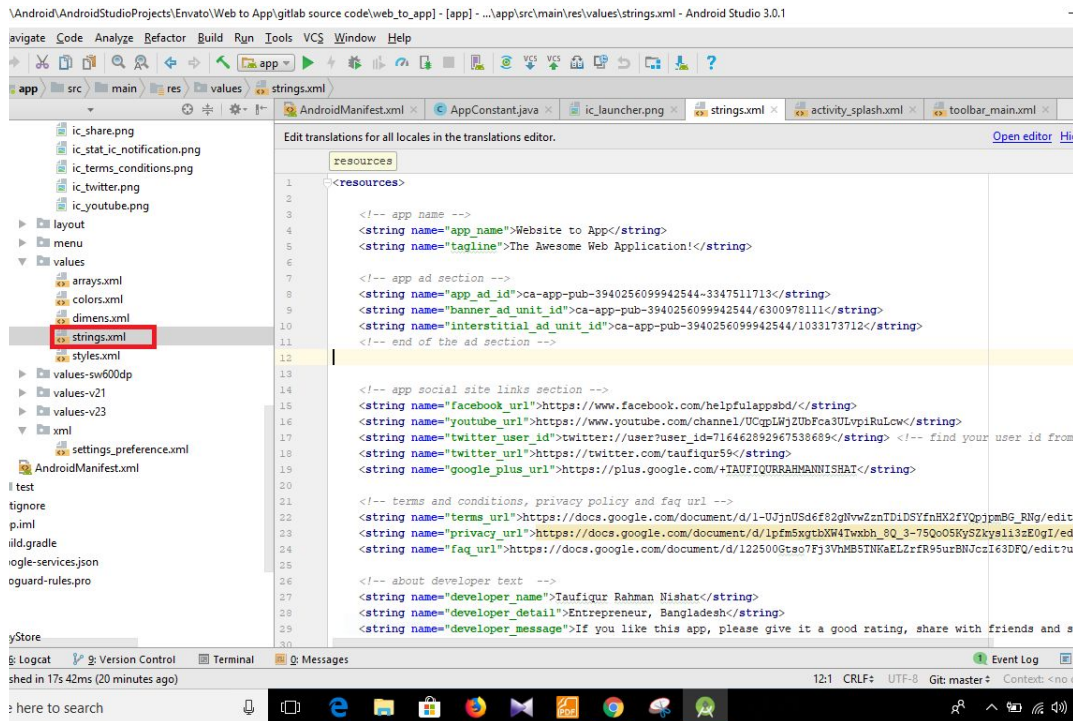 \Android\AndroidStudioProjects\Envato\Web to App\gitlab source code\web_to_app] - [app] - ...\app\src\main\res\values\strings.xml - Android Studio 3.0.1
avigate Code Analyze Refactor Build Run Tools VCS Window Help
app
app src main res values strings.xml
AndroidManifest.xml AppConstant.java ic_launcher.png strings.xml activity_splash.xml toolbar_main.xml
Edit translations for all locales in the translations editor. Open editor Hi
resources
ic_share.png
ic_stat_ic_notification.png
ic_terms_conditions.png
ic_twitter.png
ic_youtube.png
layout
menu
values
arrays.xml
colors.xml
dimens.xml
strings.xml
styles.xml
values-sw600dp
values-v21
values-v23
xml
settings_preference.xml
AndroidManifest.xml
test
tignore
p.iml
ild.gradle
ogle-services.json
oguard-rules.pro
yStore
1 <resources>
2
3 <!-- app name -->
4 <string name="app_name">Website to App</string>
5 <string name="tagline">The Awesome Web Application!</string>
6
7 <!-- app ad section -->
8 <string name="app_ad_id">ca-app-pub-3940256099942544~3347511713</string>
9 <string name="banner_ad_unit_id">ca-app-pub-3940256099942544/6300978111</string>
10 <string name="interstitial_ad_unit_id">ca-app-pub-3940256099942544/1033173712</string>
11 <!-- end of the ad section -->
12
13
14 <!-- app social site links section -->
15 <string name="facebook_url">https://www.facebook.com/helpfulappsbd/</string>
16 <string name="youtube_url">https://www.youtube.com/channel/UCqpLWjZUbFca3ULvpiRuLcw</string>
17 <string name="twitter_user_id">twitter://user?user_id=716462892967538689</string> <!-- find your user id from
18 <string name="twitter_url">https://twitter.com/taufiqur59</string>
19 <string name="google_plus_url">https://plus.google.com/+TAUFIQURRAHMANNISHAT</string>
20
21 <!-- terms and conditions, privacy policy and faq url -->
22 <string name="terms_url">https://docs.google.com/document/d/1-UJjnUSd6f82gNvwZznTDiDSYfnHX2fYQpjpmBG_RNg/edit
23 <string name="privacy_url">https://docs.google.com/document/d/1pfm5xgtbXW4Twxbh_8Q_3-75QoO5KySZkysli3zE0gI/ed
24 <string name="faq_url">https://docs.google.com/document/d/122500Gtso7Fj3VhMB5TNKaELZrfR95urBNJczI63DFQ/edit?u
25
26 <!-- about developer text -->
27 <string name="developer_name">Taufiqur Rahman Nishat</string>
28 <string name="developer_detail">Entrepreneur, Bangladesh</string>
29 <string name="developer_message">If you like this app, please give it a good rating, share with friends and s
30
6: Logcat 9: Version Control Terminal 0: Messages 1 Event Log
shed in 17s 42ms (20 minutes ago) 12:1 CRLF UTF-8 Git: master Context: <no
e here to search